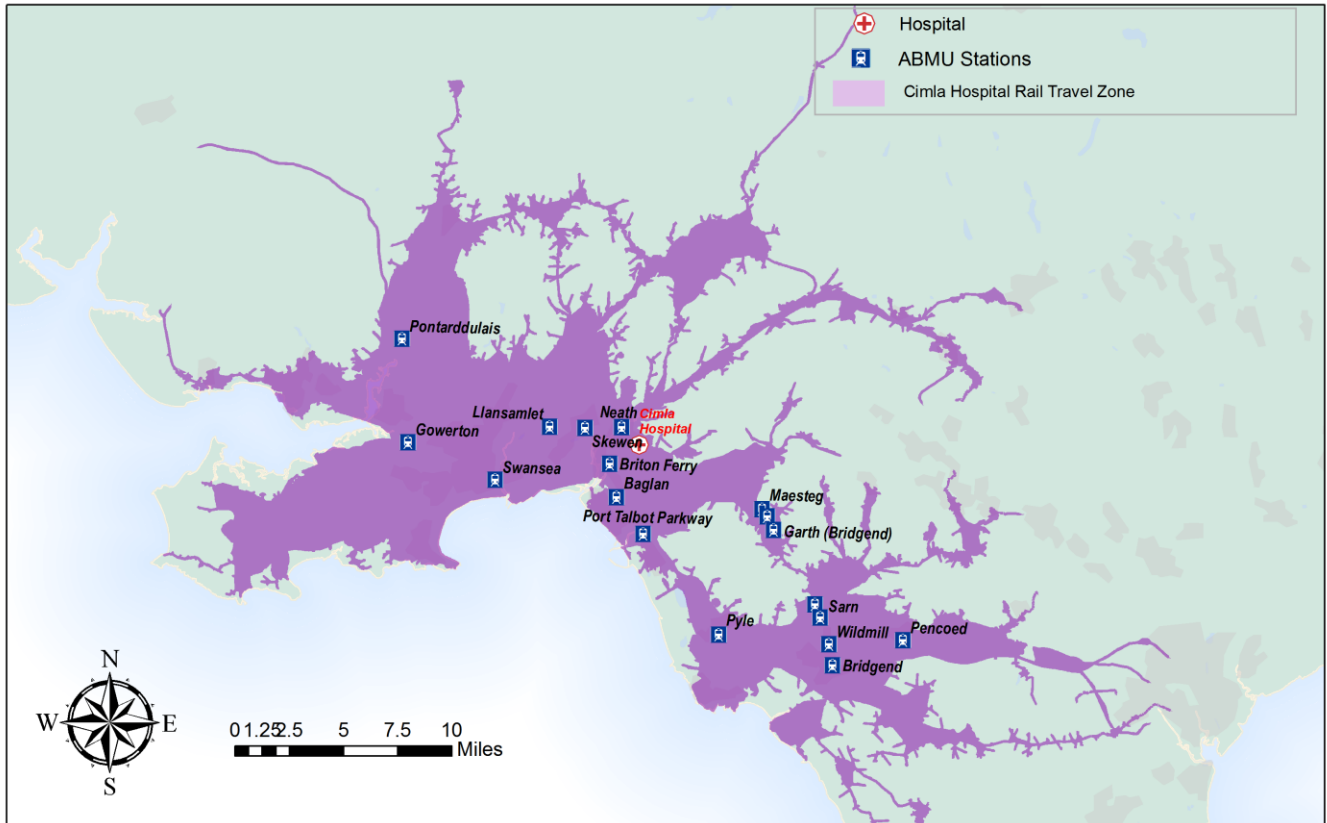 Hospital
ABMU Stations
Cimla Hospital Rail Travel Zone
Pontarddulais
Llansamlet
Neath
Cimla
Hospital
Gowerton
Skewen
Swansea
Briton Ferry
Baglan
Maesteg
Port Talbot Parkway
Garth (Bridgend)
Sarn
Pyle
Wildmill
Pencoed
Bridgend
N
W
E
S
0 1.25 2.5 5 7.5 10
Miles